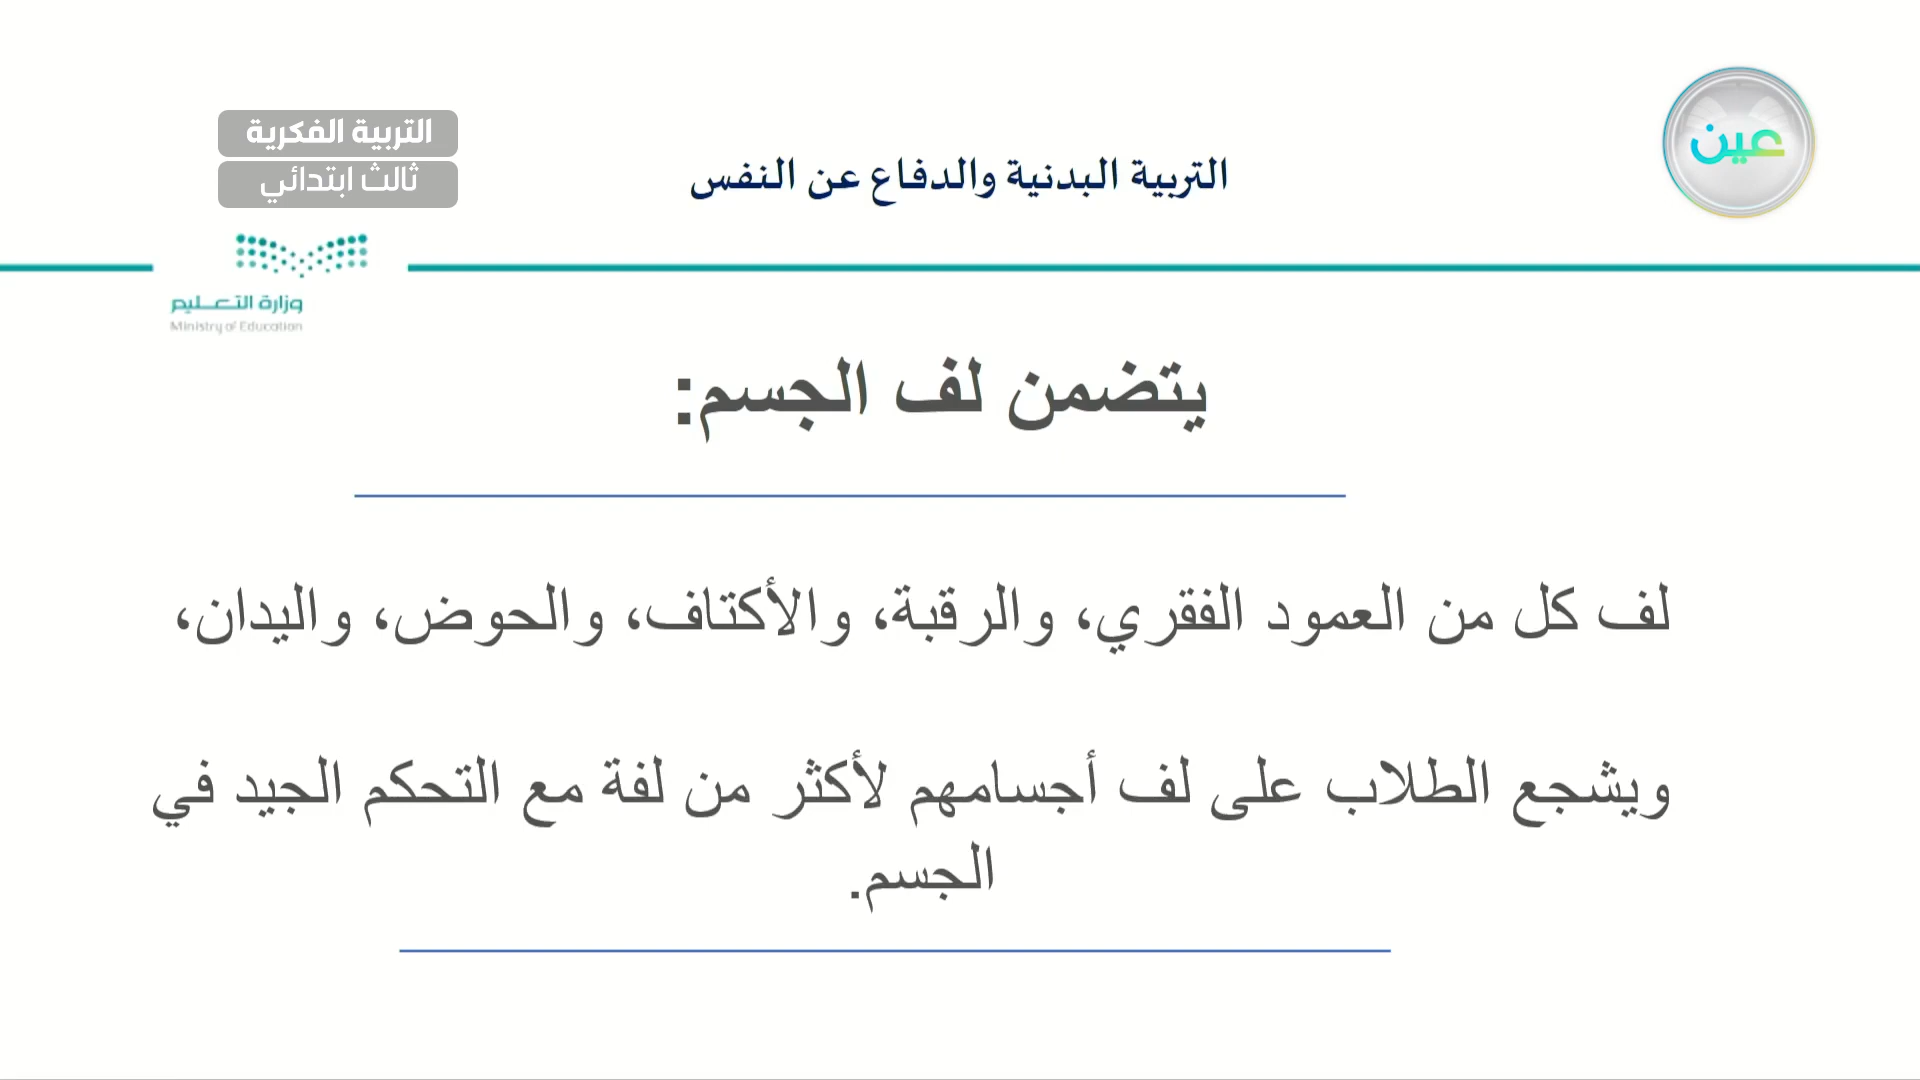 عين
التربية الفكرية
ثالث ابتدائي
التربية البدنية والدفاع عن النفس
وزارة التعليم
Ministry of Education
يتضمن لف الجسم:
لف كل من العمود الفقري، والرقبة، والأكتاف، والحوض، واليدان،
ويشجع الطلاب على لف أجسامهم لأكثر من لفة مع التحكم الجيد في
الجسم.